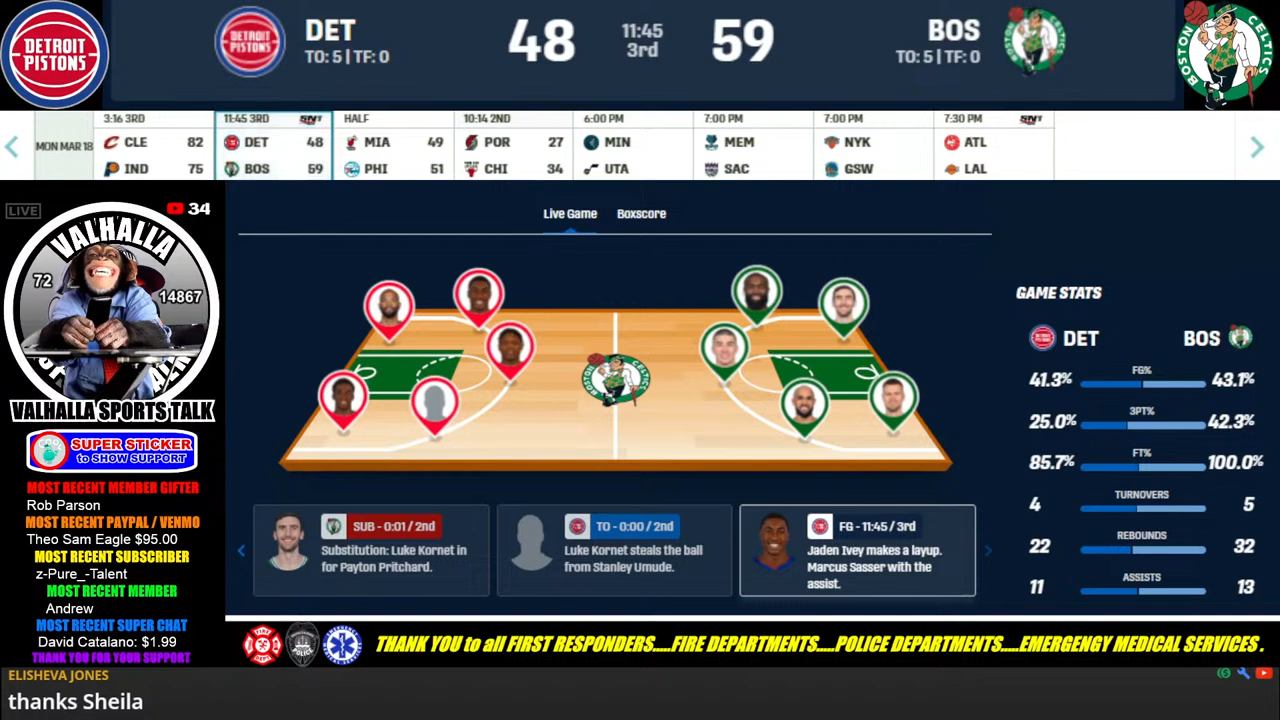 DETROIT
PISTONS
DETROIT
PISTONS
DET
TO: 5 | TF: 0
48
11:45
3rd
59
BOS
TO: 5 | TF: 0
BOSTON
CELTICS
MON MAR 18
3:16 3RD
CLE 82
IND 75
11:45 3RD SNT
DET 48
BOS 59
HALF
MIA 49
PHI 51
10:14 2ND
POR 27
CHI 34
6:00 PM
MIN
UTA
7:00 PM
MEM
SAC
7:00 PM
NYK
GSW
7:30 PM SNT
ATL
LAL
LIVE
34
VALHALLA
72
14867
VALHALLA SPORTS TALK
SUPER STICKER
to SHOW SUPPORT
MOST RECENT MEMBER GIFTER
Rob Parson
MOST RECENT PAYPAL / VENMO
Theo Sam Eagle $95.00
MOST RECENT SUBSCRIBER
z-Pure_-Talent
MOST RECENT MEMBER
Andrew
MOST RECENT SUPER CHAT
David Catalano: $1.99
THANK YOU FOR YOUR SUPPORT
Live Game
Boxscore
BOSTON
CELTICS
GAME STATS
DET
BOS
41.3% FG% 43.1%
25.0% 3PT% 42.3%
85.7% FT% 100.0%
4 TURNOVERS 5
22 REBOUNDS 32
11 ASSISTS 13
SUB - 0:01 / 2nd
Substitution: Luke Kornet in
for Payton Pritchard.
TO - 0:00 / 2nd
Luke Kornet steals the ball
from Stanley Umude.
FG - 11:45 / 3rd
Jaden Ivey makes a layup.
Marcus Sasser with the
assist.
FIRE
POLICE
THANK YOU to all FIRST RESPONDERS.....FIRE DEPARTMENTS.....POLICE DEPARTMENTS.....EMERGENCY MEDICAL SERVICES .
ELISHEVA JONES
thanks Sheila